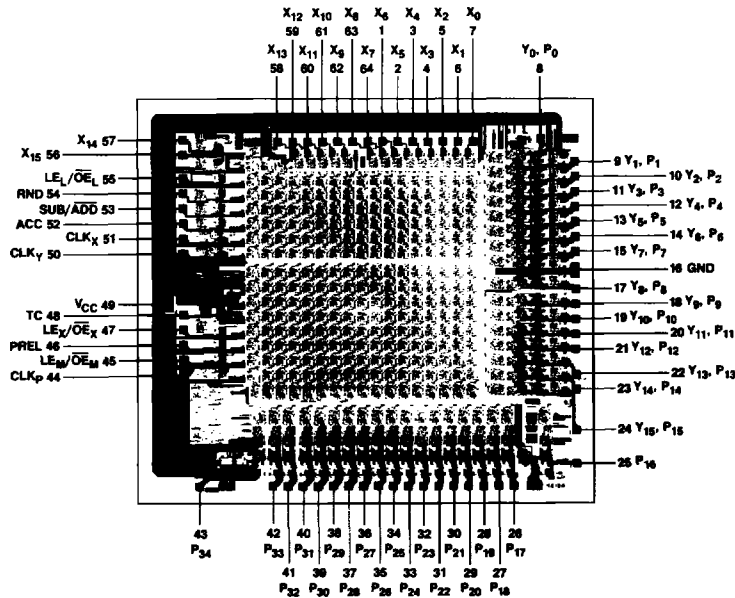 X12 X10 X8 X6 X4 X2 X0
59 61 63 1 3 5 7
X13 X11 X9 X7 X5 X3 X1 Y0, P0
58 60 62 64 2 4 6 8
X14 57
X15 56
LEL/OEL 55
RND 54
SUB/ADD 53
ACC 52
CLKX 51
CLKY 50
VCC 49
TC 48
LEX/OEX 47
PREL 46
LEM/OEM 45
CLKP 44
9 Y1, P1
10 Y2, P2
11 Y3, P3
12 Y4, P4
13 Y5, P5
14 Y6, P6
15 Y7, P7
16 GND
17 Y8, P8
18 Y9, P9
19 Y10, P10
20 Y11, P11
21 Y12, P12
22 Y13, P13
23 Y14, P14
24 Y15, P15
25 P16
43 42 40 38 36 34 32 30 28 26
P34 P33 P31 P29 P27 P25 P23 P21 P19 P17
41 39 37 35 33 31 29 27
P32 P30 P28 P26 P24 P22 P20 P18